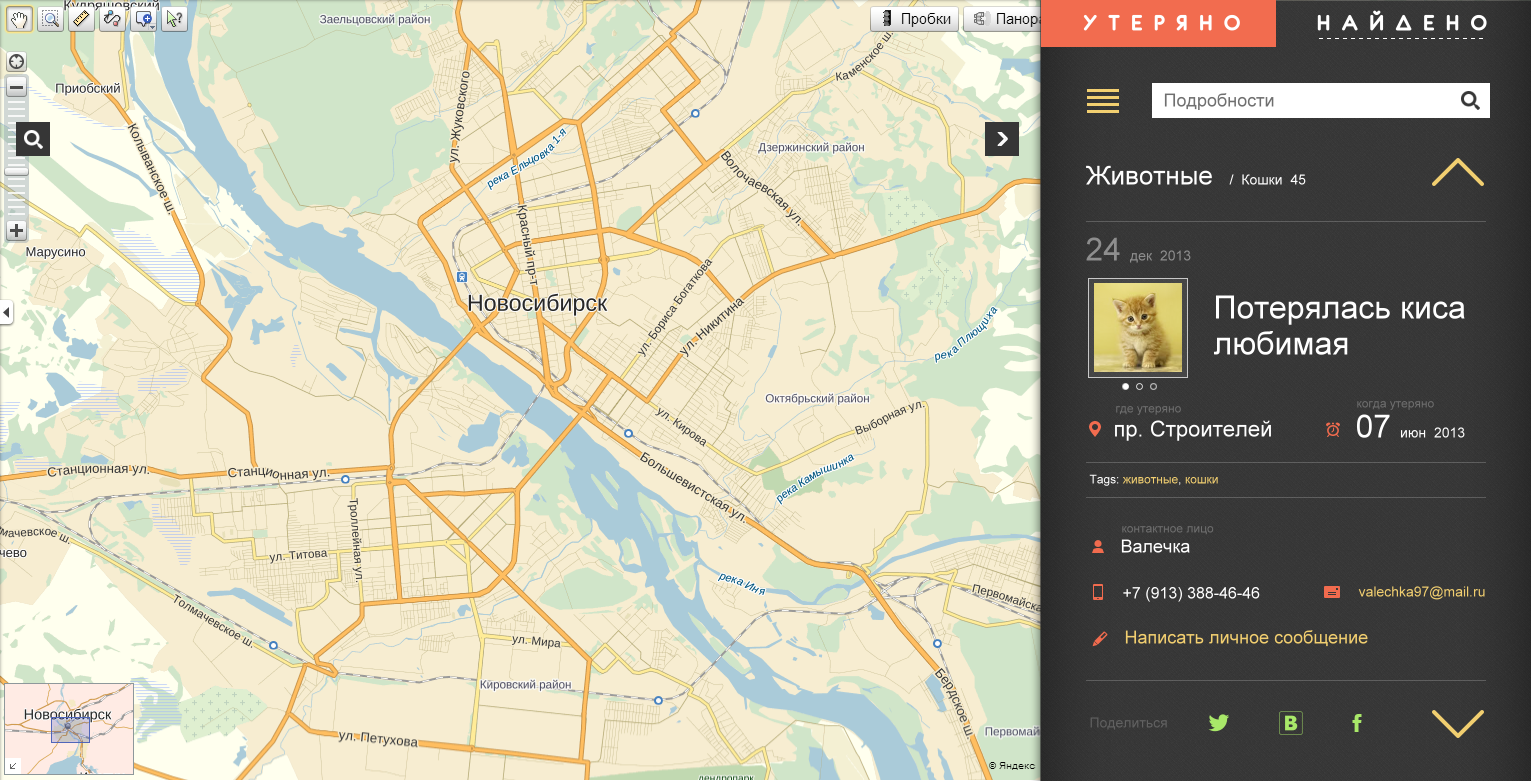 Кудряшовский
Заельцовский район
Пробки
Панора
Каменское ш.
Приобский
ул. Жуковского
Колыванское ш.
река Ельцовка 1-я
Дзержинский район
Волочаевская ул.
Красный пр-т
Марусино
Новосибирск
ул. Бориса Богаткова
ул. Никитина
река Плющиха
Октябрьский район
ул. Кирова
Выборная ул.
Станционная ул.
Станционная ул.
Большевистская ул.
река Камышинка
Троллейная ул.
мачевское ш.
чево
ул. Титова
река Иня
Первомайска
Толмачевское ш.
ул. Мира
Кировский район
Бердское ш.
Новосибирск
ул. Петухова
Первомай
© Яндекс
дендропарк
УТЕРЯНО
НАЙДЕНО
Подробности
Животные / Кошки 45
24 дек 2013
Потерялась киса
любимая
где утеряно
пр. Строителей
когда утеряно
07 июн 2013
Tags: животные, кошки
контактное лицо
Валечка
+7 (913) 388-46-46
valechka97@mail.ru
Написать личное сообщение
Поделиться